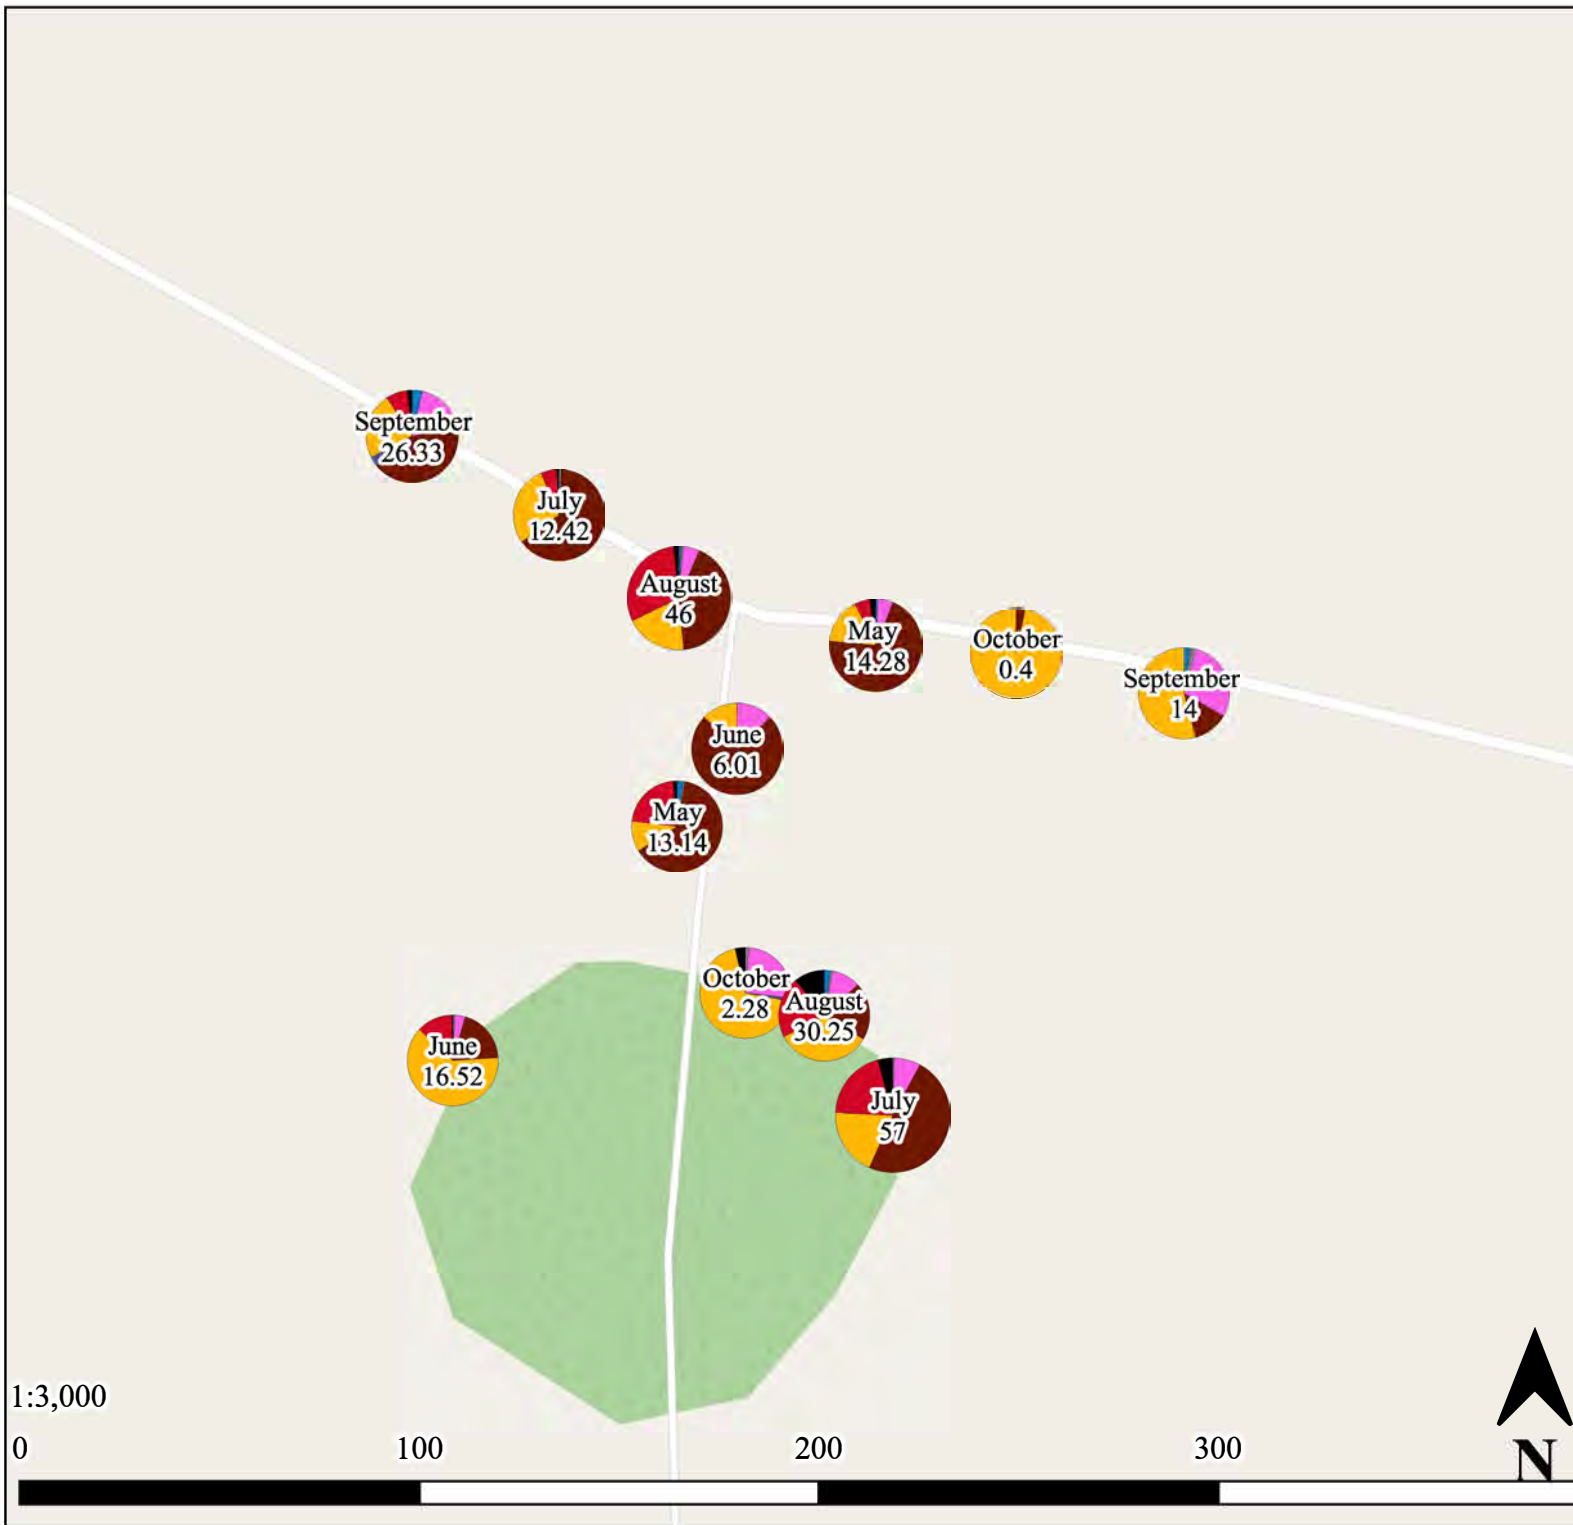 September
26.33
July
12.42
August
46
May
14.28
October
0.4
September
14
June
6.01
May
13.14
October
2.28
August
30.25
June
16.52
July
57
1:3,000
0 100 200 300
N